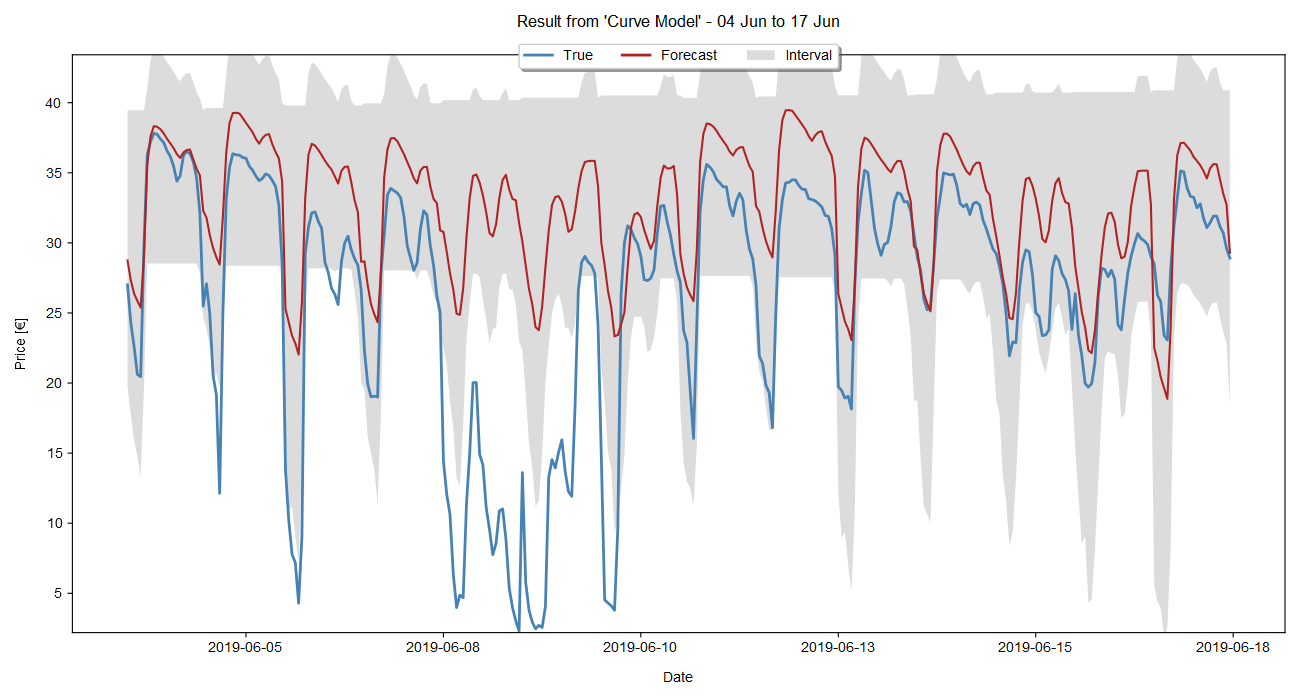 Result from 'Curve Model' - 04 Jun to 17 Jun
True Forecast Interval
40
35
30
25
20
15
10
5
Price [€]
2019-06-05 2019-06-08 2019-06-10 2019-06-13 2019-06-15 2019-06-18
Date